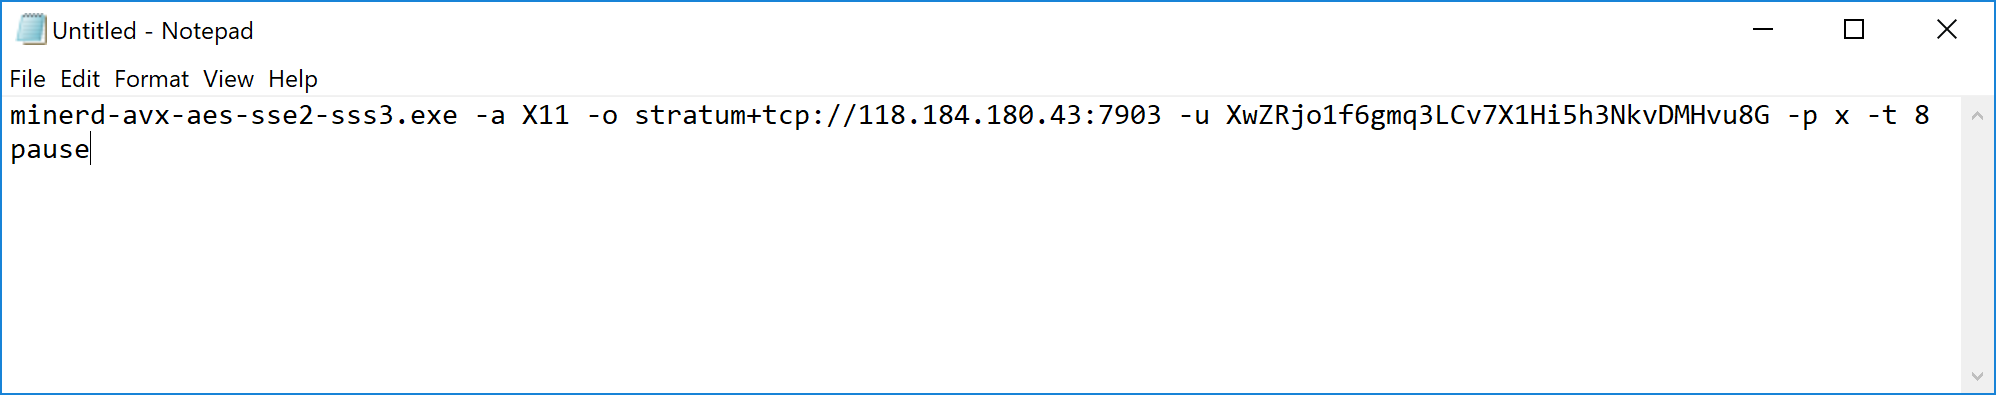 Untitled - Notepad
File Edit Format View Help
minerd-avx-aes-sse2-sss3.exe -a X11 -o stratum+tcp://118.184.180.43:7903 -u XwZRjo1f6gmq3LCv7X1Hi5h3NkvDMHvu8G -p x -t 8
pause